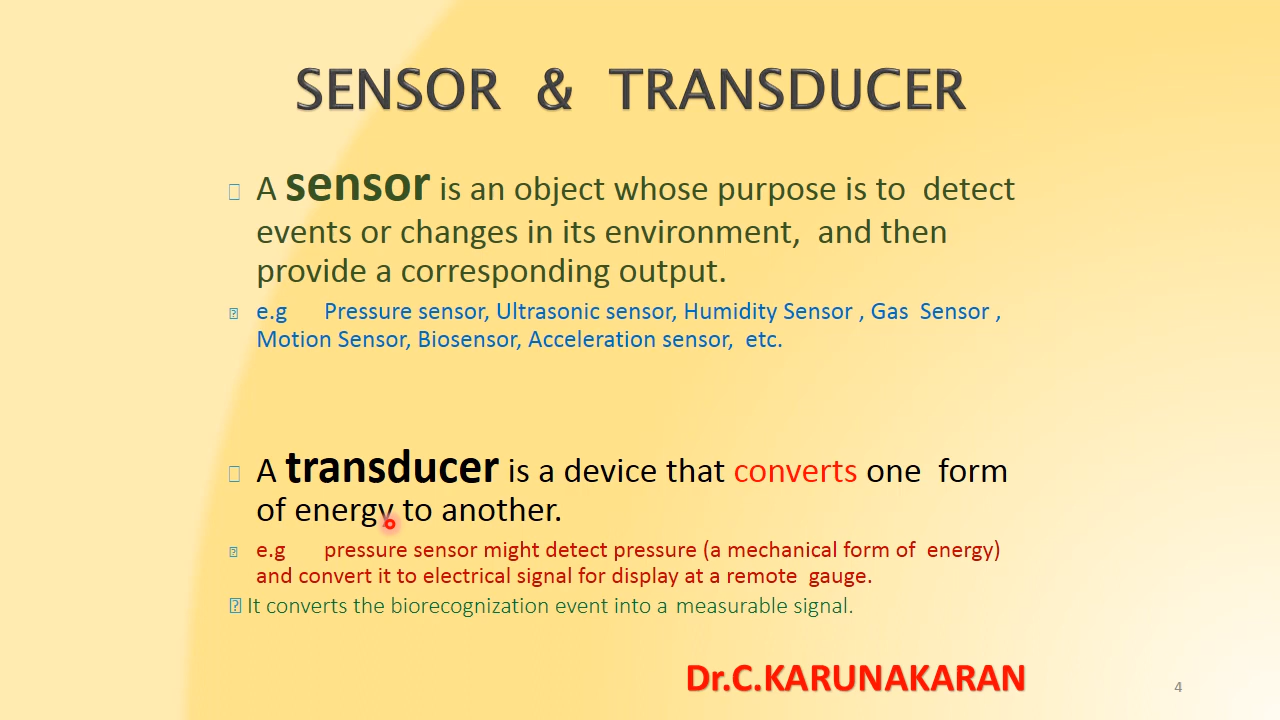 SENSOR & TRANSDUCER
A sensor is an object whose purpose is to detect
events or changes in its environment, and then
provide a corresponding output.
e.g Pressure sensor, Ultrasonic sensor, Humidity Sensor , Gas Sensor ,
Motion Sensor, Biosensor, Acceleration sensor, etc.
A transducer is a device that converts one form
of energy to another.
e.g pressure sensor might detect pressure (a mechanical form of energy)
and convert it to electrical signal for display at a remote gauge.
It converts the biorecognization event into a measurable signal.
Dr.C.KARUNAKARAN
4